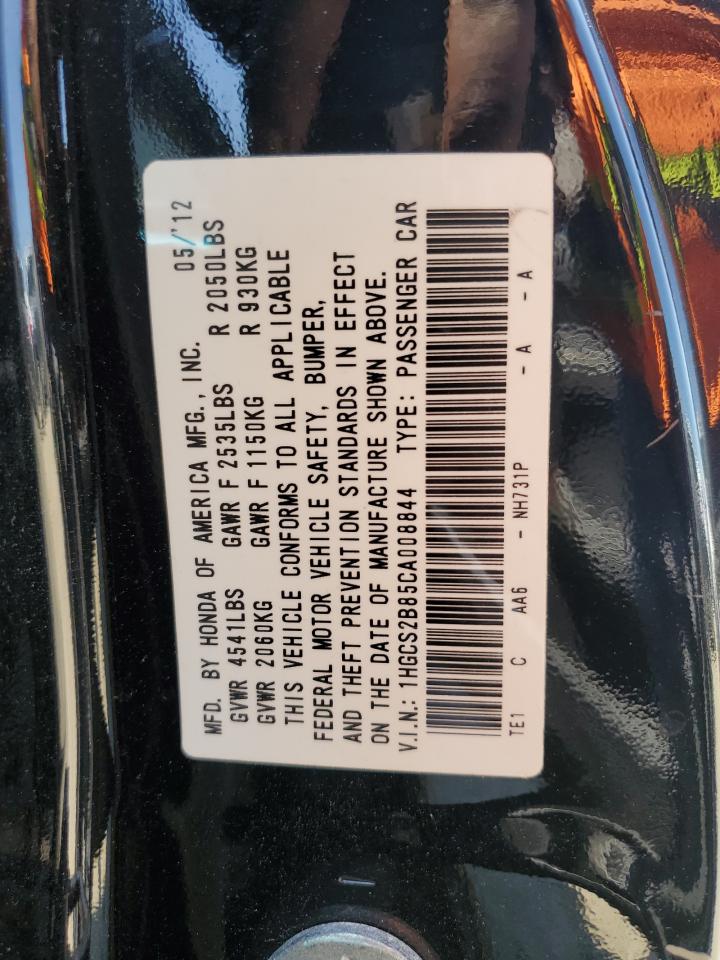 MFD. BY HONDA OF AMERICA MFG., INC. 05/'12
GVWR 4541LBS GAWR F 2535LBS R 2050LBS
GVWR 2060KG GAWR F 1150KG R 930KG
THIS VEHICLE CONFORMS TO ALL APPLICABLE
FEDERAL MOTOR VEHICLE SAFETY, BUMPER,
AND THEFT PREVENTION STANDARDS IN EFFECT
ON THE DATE OF MANUFACTURE SHOWN ABOVE.
V.I.N.: 1HGCS2B85CA008844 TYPE: PASSENGER CAR
TE1 C AA6 - NH731P - A - A